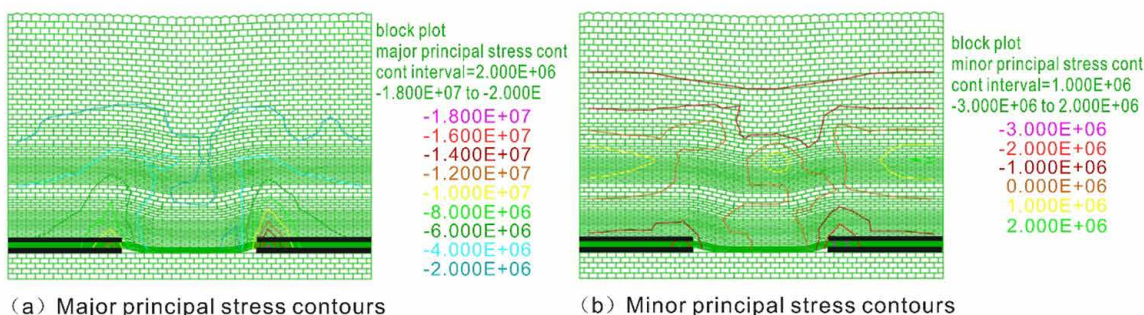 block plot
major principal stress cont
cont interval=2.000E+06
-1.800E+07 to -2.000E
-1.800E+07
-1.600E+07
-1.400E+07
-1.200E+07
-1.000E+07
-8.000E+06
-6.000E+06
-4.000E+06
-2.000E+06
(a) Major principal stress contours
block plot
minor principal stress cont
cont interval=1.000E+06
-3.000E+06 to 2.000E+06
-3.000E+06
-2.000E+06
-1.000E+06
0.000E+06
1.000E+06
2.000E+06
(b) Minor principal stress contours